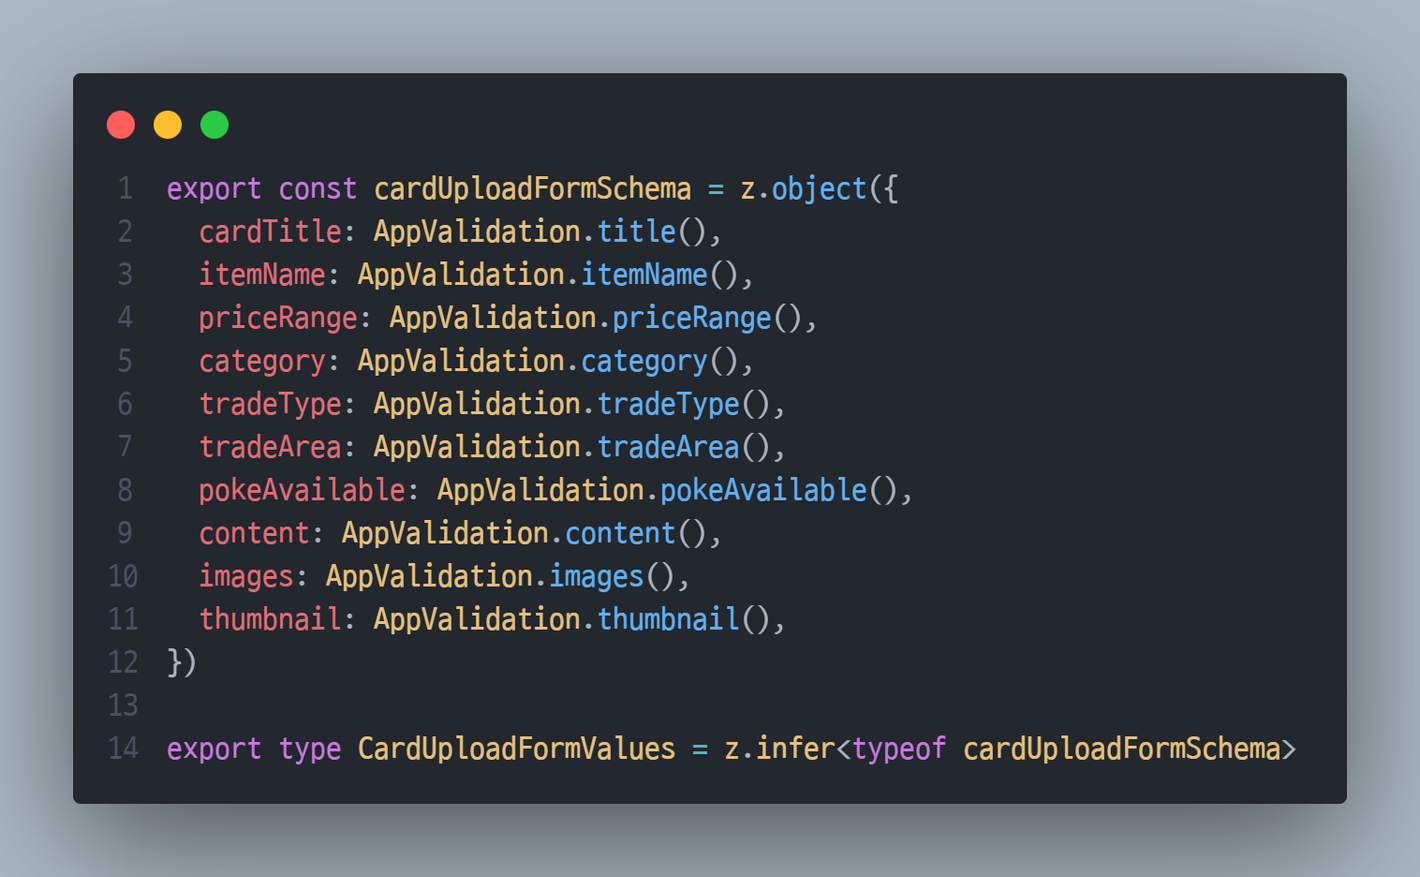 1 export const cardUploadFormSchema = z.object({
2   cardTitle: AppValidation.title(),
3   itemName: AppValidation.itemName(),
4   priceRange: AppValidation.priceRange(),
5   category: AppValidation.category(),
6   tradeType: AppValidation.tradeType(),
7   tradeArea: AppValidation.tradeArea(),
8   pokeAvailable: AppValidation.pokeAvailable(),
9   content: AppValidation.content(),
10   images: AppValidation.images(),
11   thumbnail: AppValidation.thumbnail(),
12 })
13
14 export type CardUploadFormValues = z.infer<typeof cardUploadFormSchema>